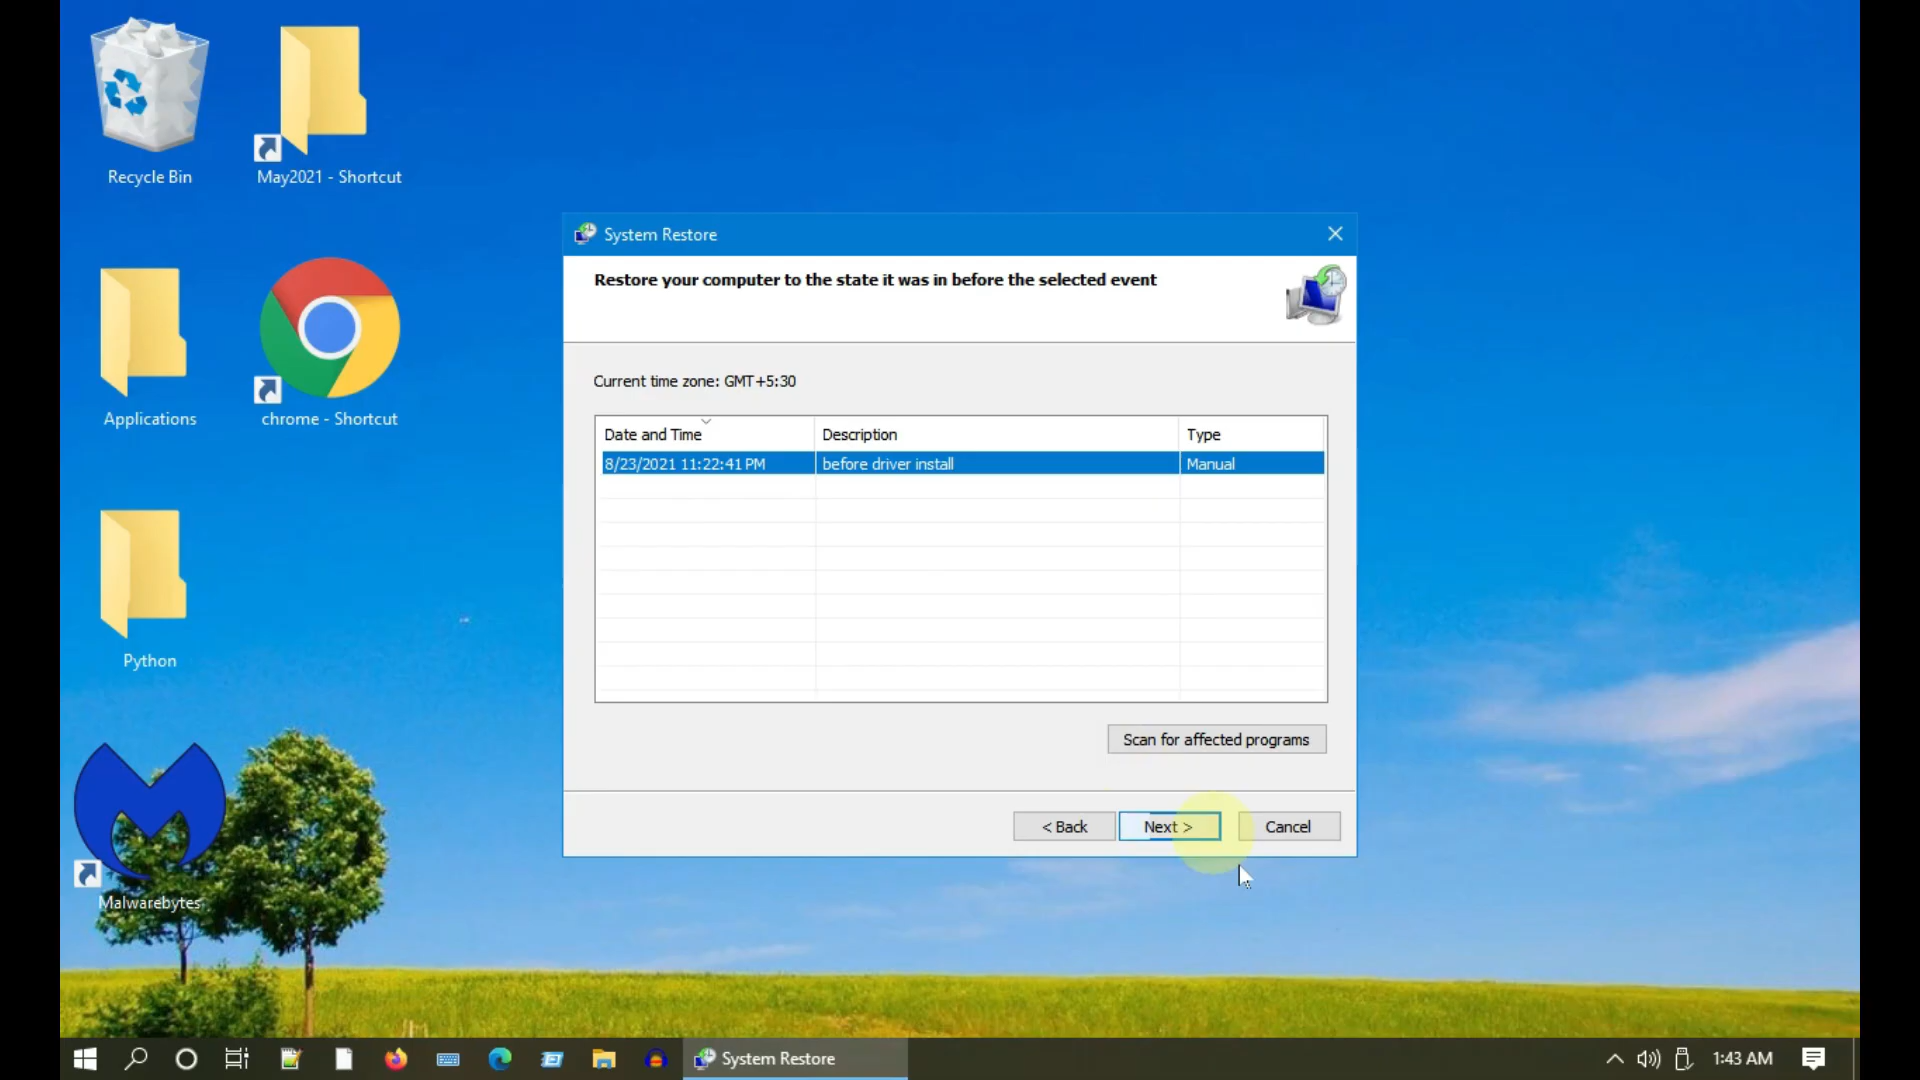 Recycle Bin
May2021 - Shortcut
Applications
chrome - Shortcut
Python
Malwarebytes
System Restore
Restore your computer to the state it was in before the selected event
Current time zone: GMT+5:30
Date and Time Description Type
8/23/2021 11:22:41 PM before driver install Manual
Scan for affected programs
< Back Next > Cancel
System Restore
1:43 AM